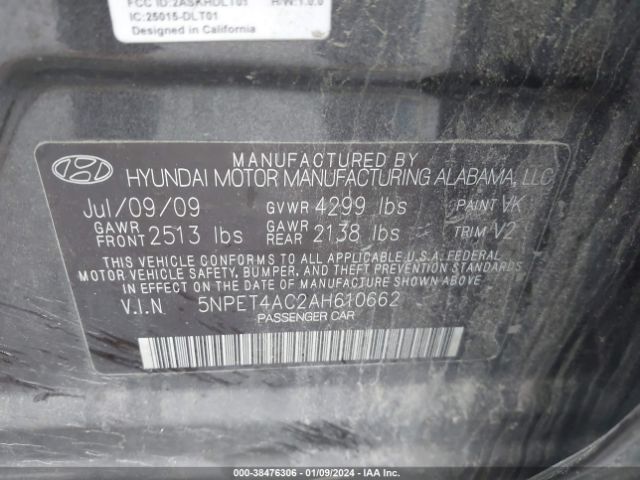 FCC ID:2ASKHDLT01 H/W:1.0.0
IC:25015-DLT01
Designed in California
MANUFACTURED BY
HYUNDAI MOTOR MANUFACTURING ALABAMA, LLC
Jul/09/09 GVWR 4299 lbs PAINT VK
GAWR FRONT 2513 lbs GAWR REAR 2138 lbs TRIM V2
THIS VEHICLE CONFORMS TO ALL APPLICABLE U.S.A. FEDERAL
MOTOR VEHICLE SAFETY, BUMPER, AND THEFT PREVENTION STANDARDS
IN EFFECT ON THE DATE OF MANUFACTURE SHOWN ABOVE
V.I.N. 5NPET4AC2AH610662
PASSENGER CAR
000-38476306 - 01/09/2024 - IAA Inc.